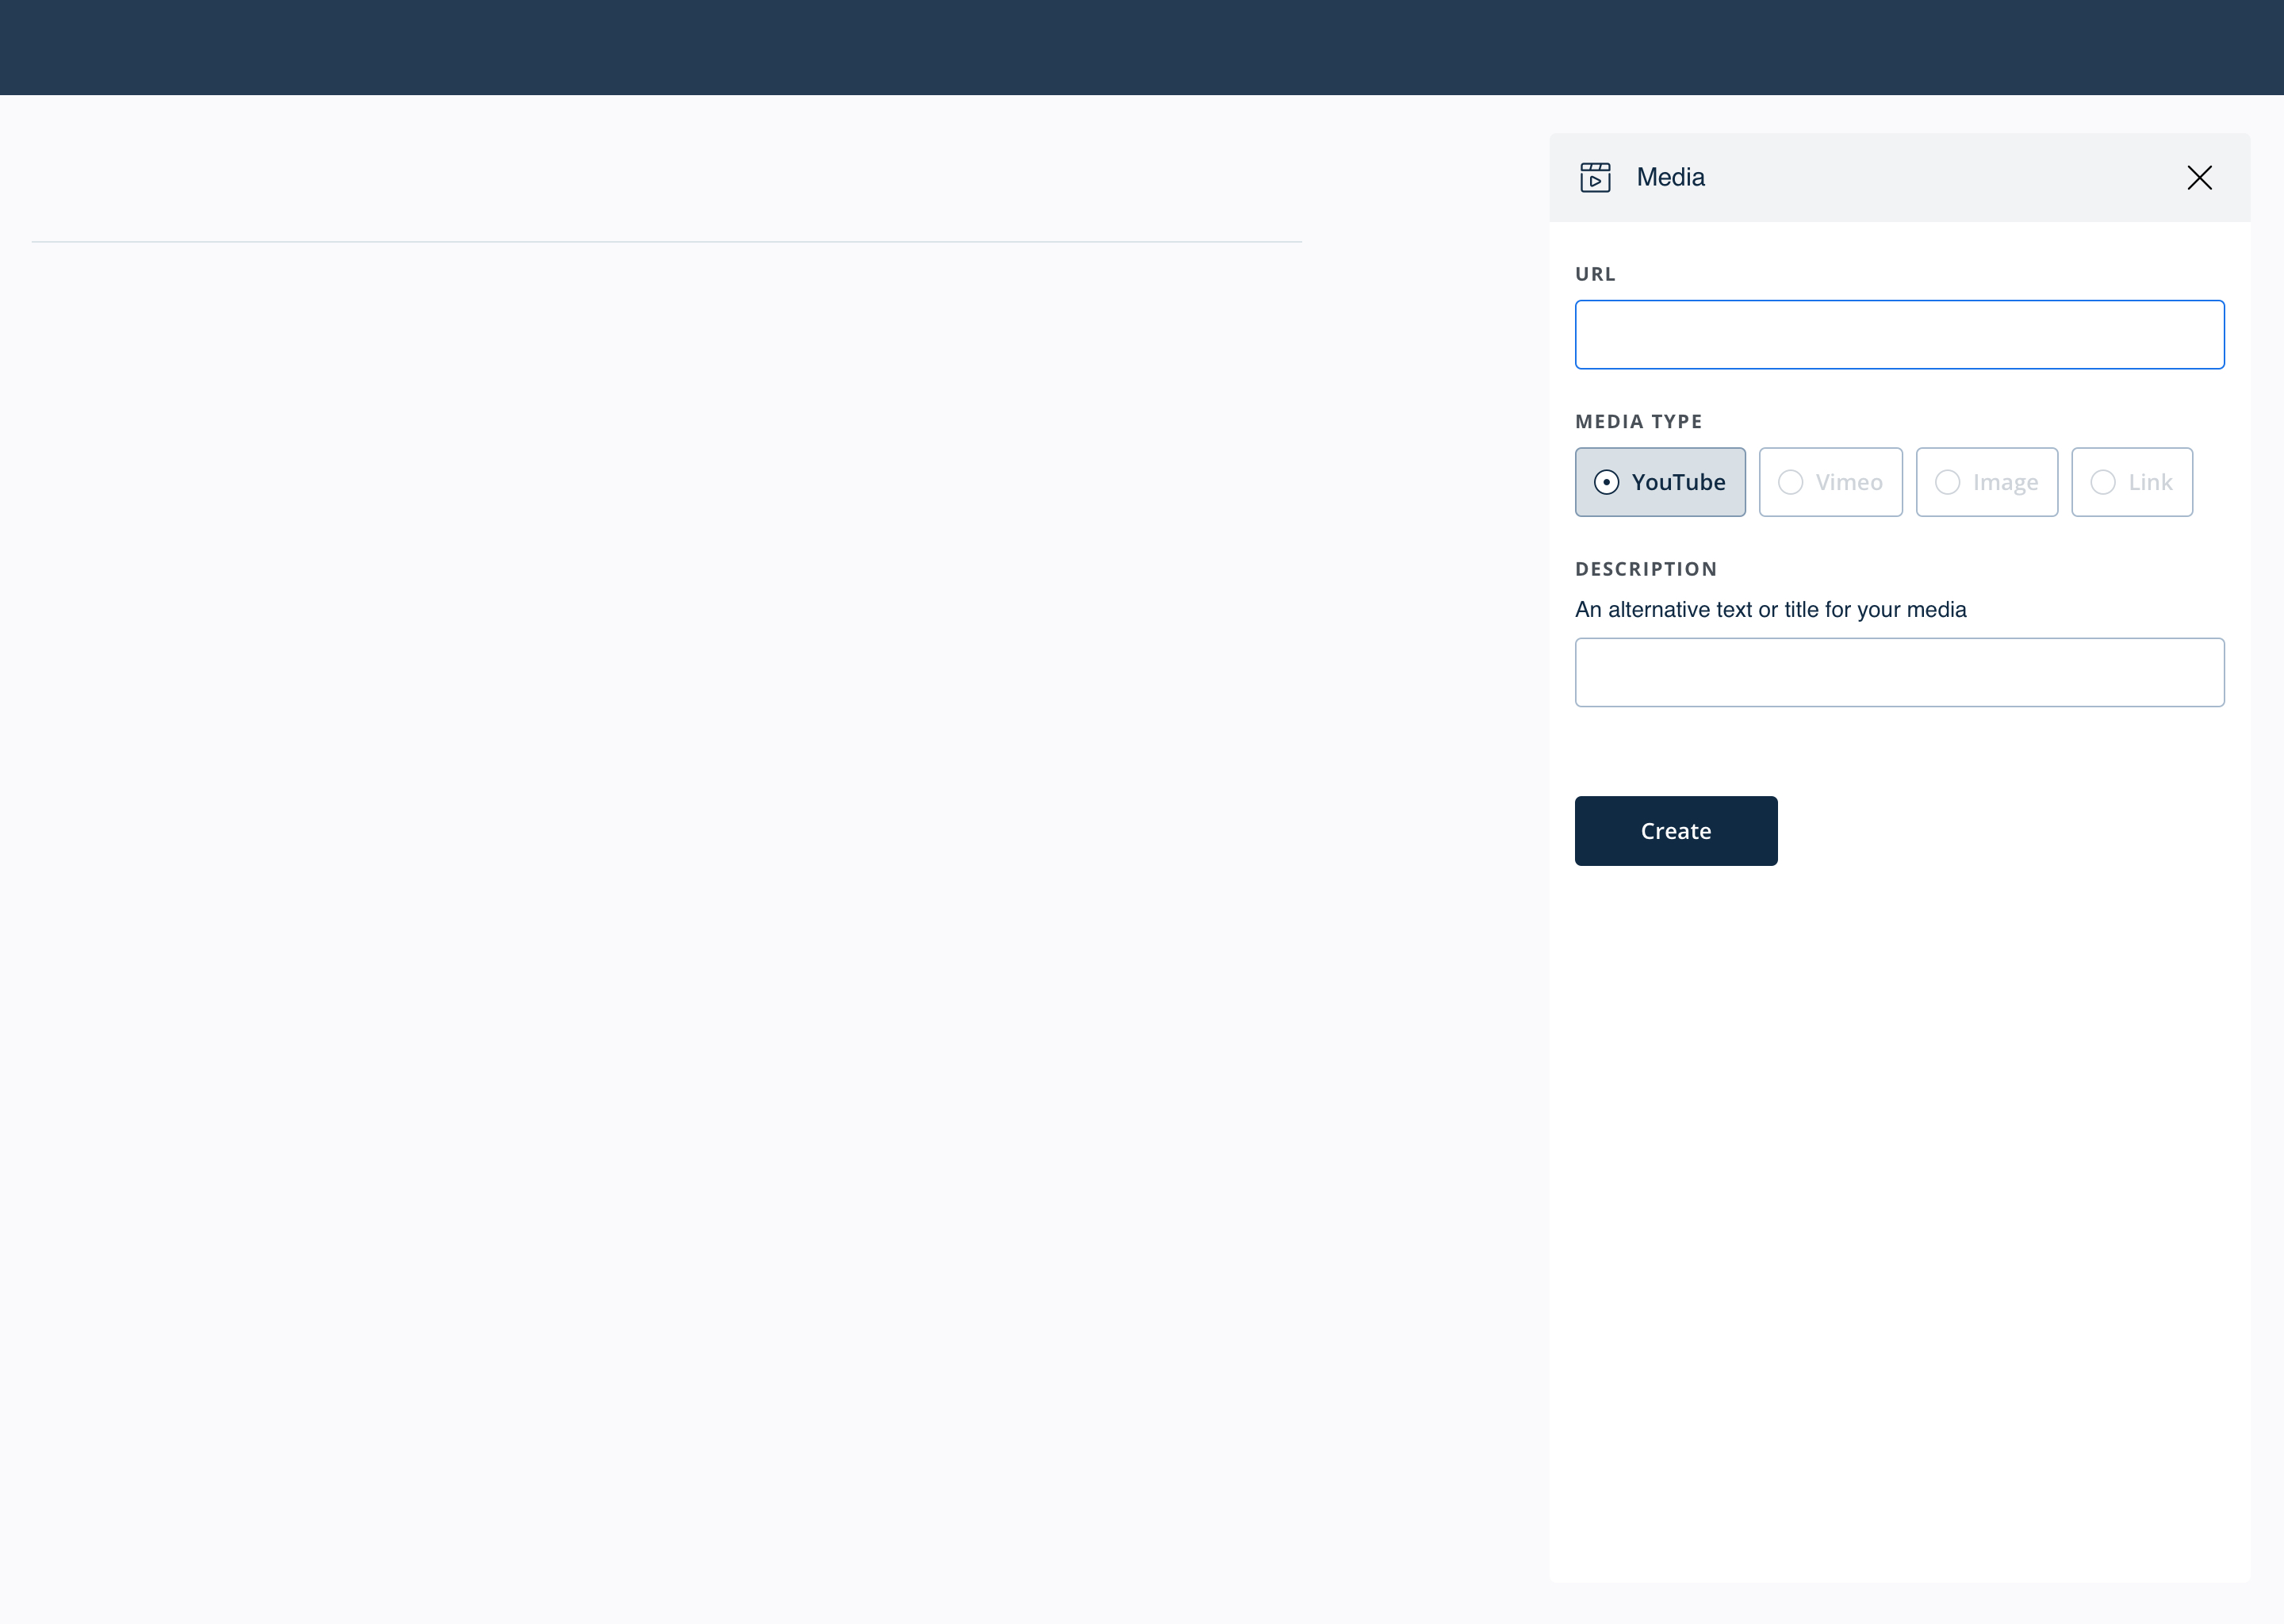 Media
URL
MEDIA TYPE
YouTube Vimeo Image Link
DESCRIPTION
An alternative text or title for your media
Create